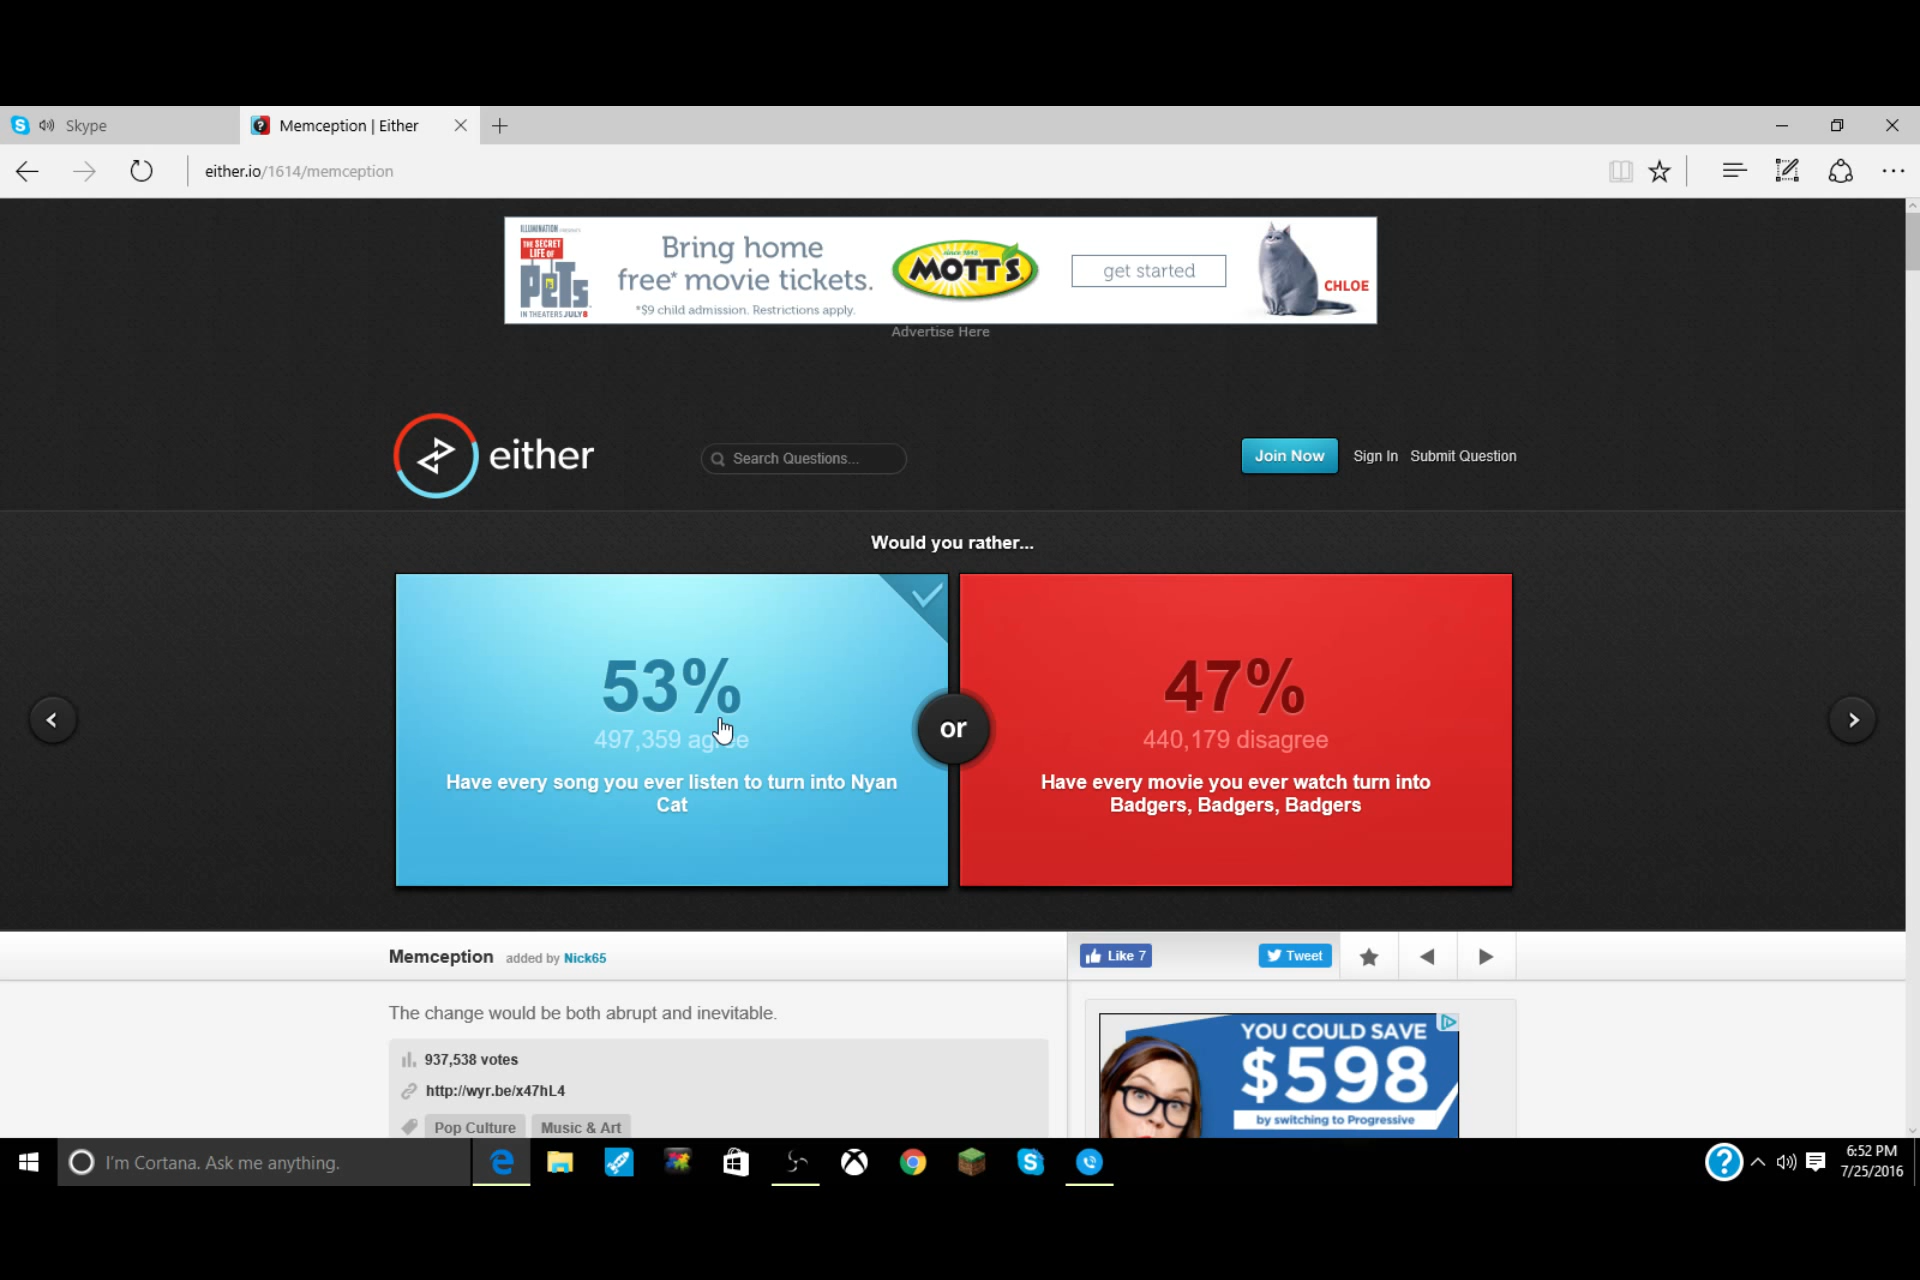 Skype
Memception | Either
either.io/1614/memception
ILLUMINATION
THE SECRET
LIFE OF
PETS
IN THEATERS JULY 8
Bring home
free* movie tickets.
*$9 child admission. Restrictions apply.
since 1842
MOTT'S
get started
CHLOE
Advertise Here
either
Search Questions...
Join Now
Sign In
Submit Question
Would you rather...
53%
497,359 agree
Have every song you ever listen to turn into Nyan
Cat
or
47%
440,179 disagree
Have every movie you ever watch turn into
Badgers, Badgers, Badgers
Memception added by Nick65
Like 7
Tweet
The change would be both abrupt and inevitable.
937,538 votes
http://wyr.be/x47hL4
Pop Culture
Music & Art
YOU COULD SAVE
$598
by switching to Progressive
I'm Cortana. Ask me anything.
6:52 PM
7/25/2016